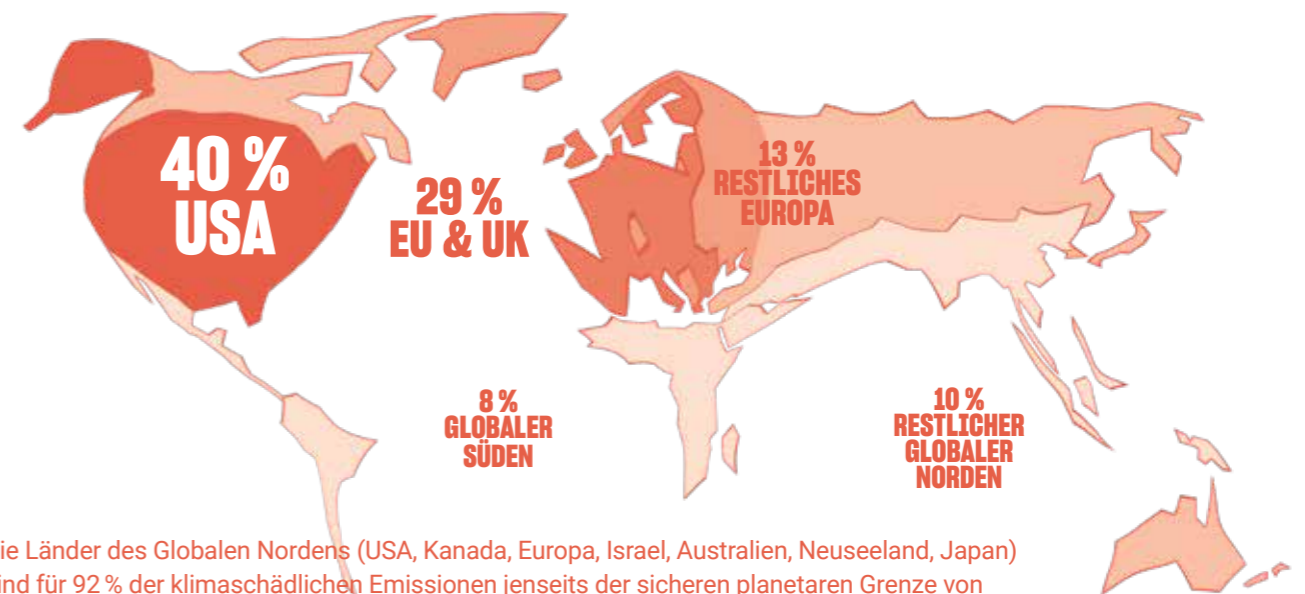 40 %
USA
29 %
EU & UK
13 %
RESTLICHES
EUROPA
8 %
GLOBALER
SÜDEN
10 %
RESTLICHER
GLOBALER
NORDEN
ie Länder des Globalen Nordens (USA, Kanada, Europa, Israel, Australien, Neuseeland, Japan)
ind für 92 % der klimaschädlichen Emissionen jenseits der sicheren planetaren Grenze von